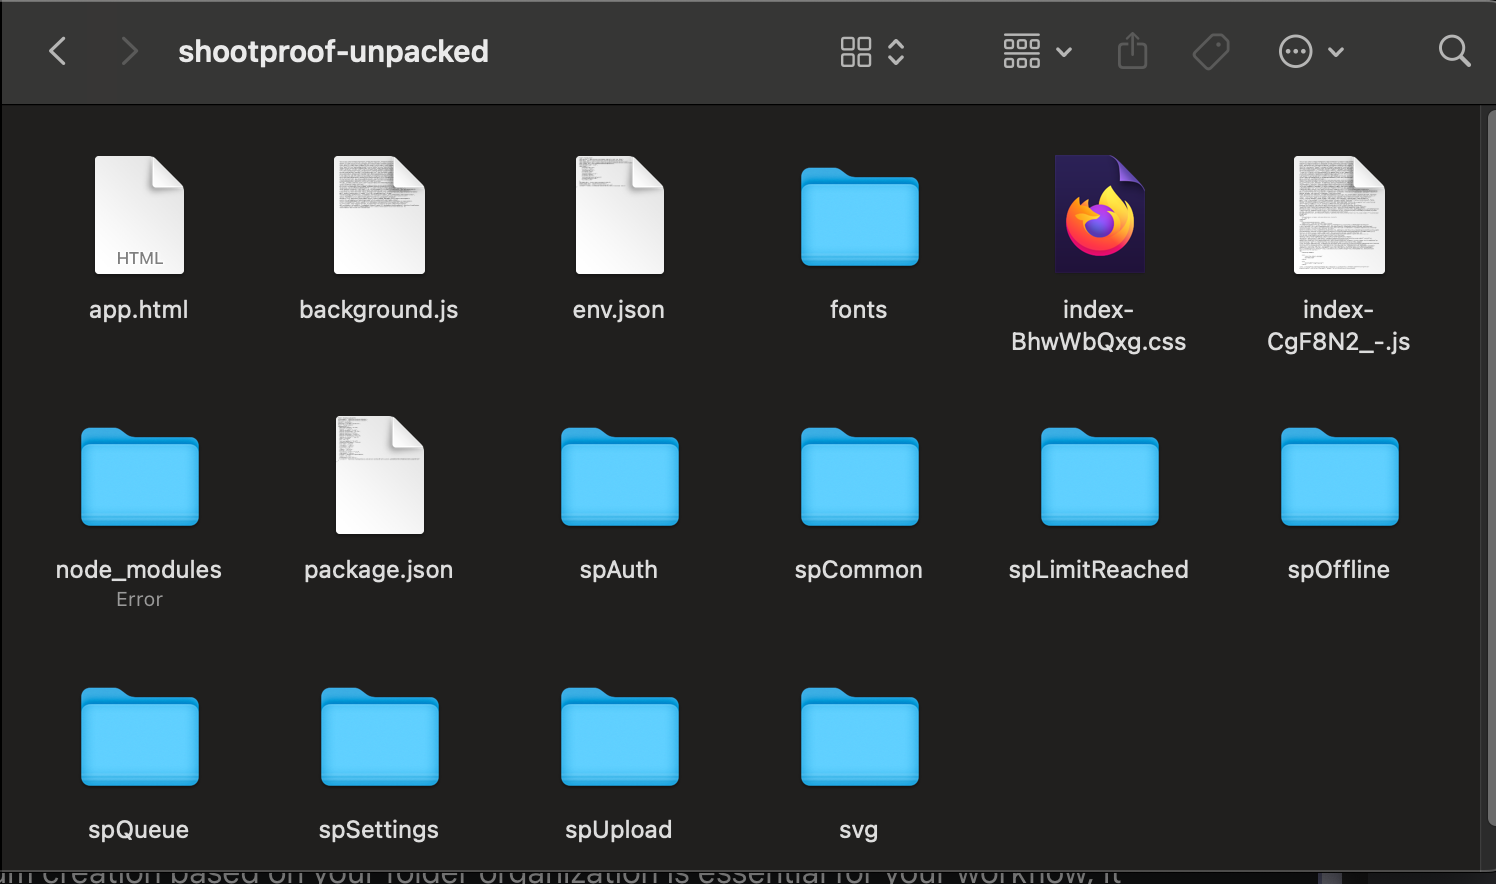 shootproof-unpacked
HTML
app.html
background.js
env.json
fonts
index-
BhwWbQxg.css
index-
CgF8N2_-.js
node_modules
Error
package.json
spAuth
spCommon
spLimitReached
spOffline
spQueue
spSettings
spUpload
svg
creation based on your folder organization is essential for your workflow, it